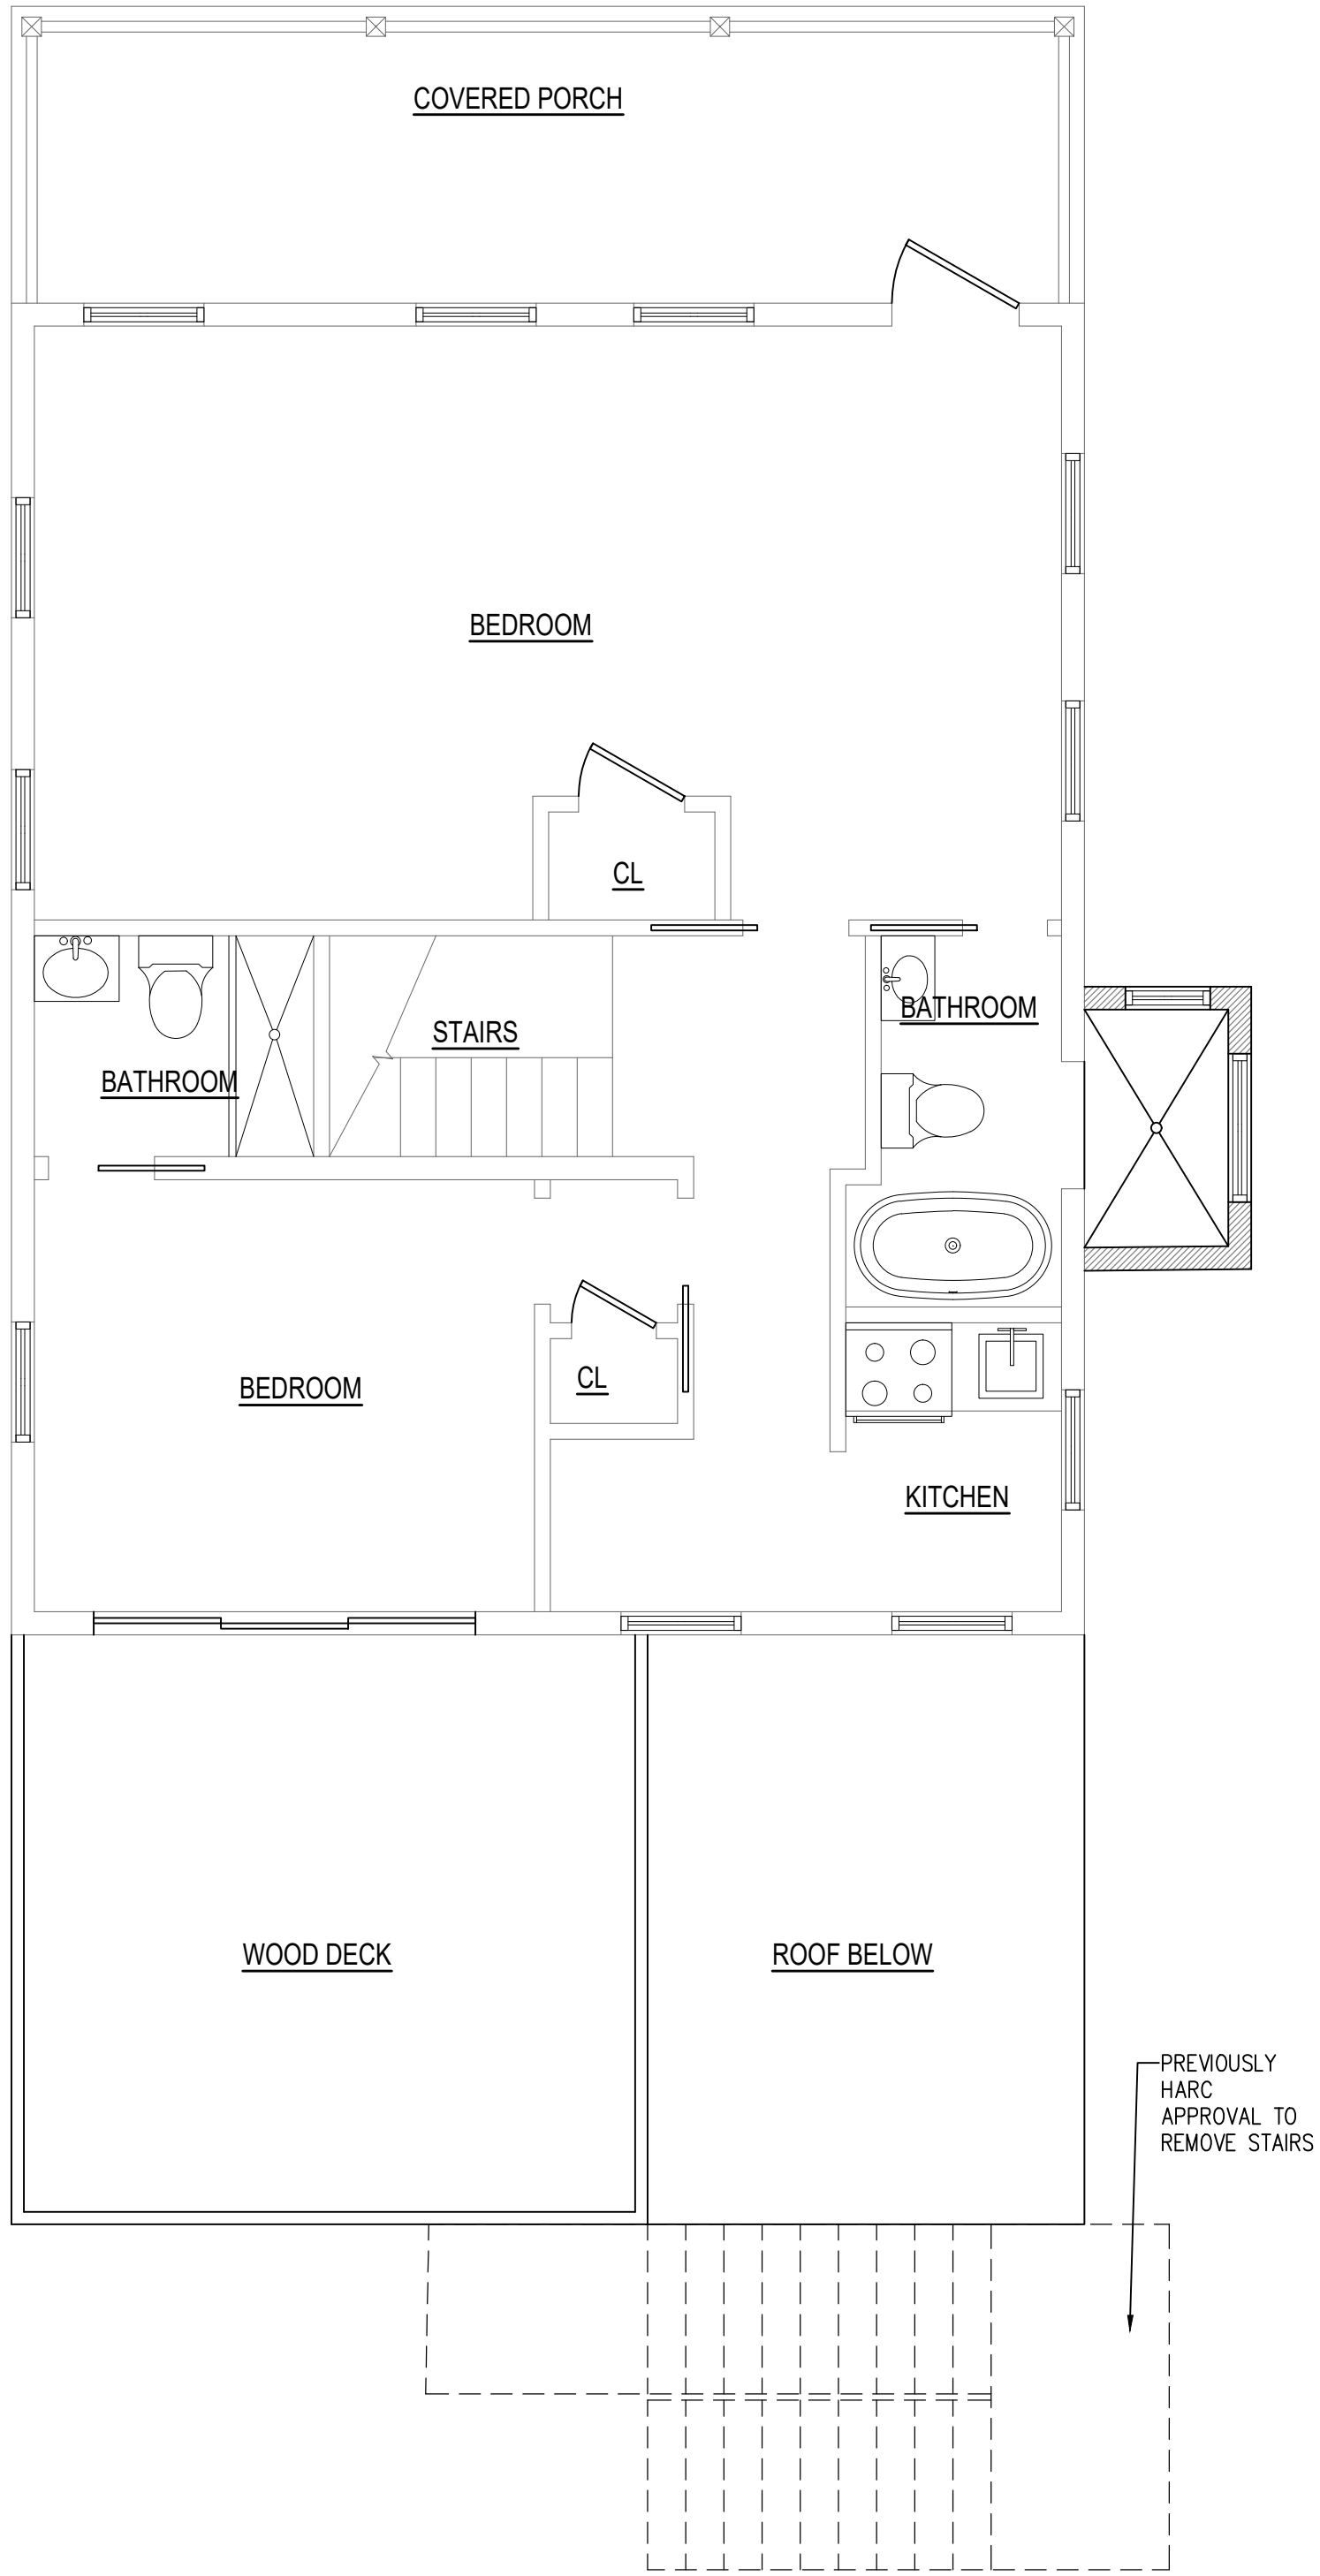 COVERED PORCH
BEDROOM
CL
BATHROOM
STAIRS
BATHROOM
BEDROOM
CL
KITCHEN
WOOD DECK
ROOF BELOW
PREVIOUSLY
HARC
APPROVAL TO
REMOVE STAIRS